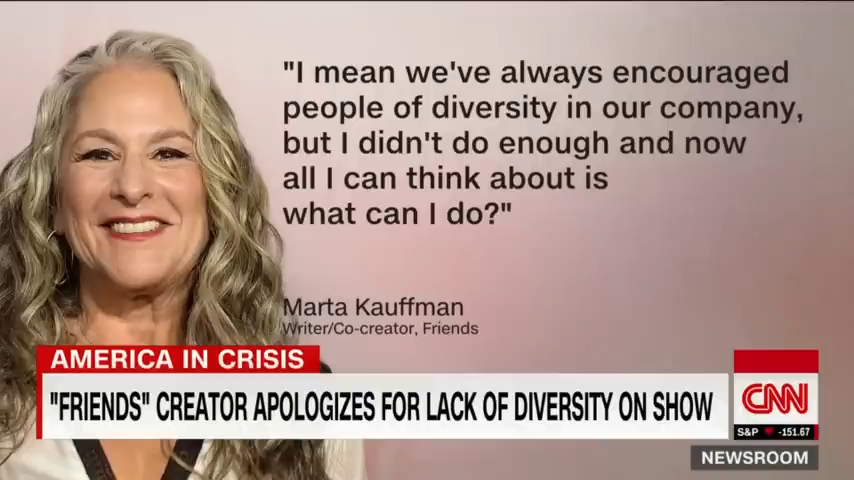 "I mean we've always encouraged
people of diversity in our company,
but I didn't do enough and now
all I can think about is
what can I do?"
Marta Kauffman
Writer/Co-creator, Friends
AMERICA IN CRISIS
"FRIENDS" CREATOR APOLOGIZES FOR LACK OF DIVERSITY ON SHOW
CNN
S&P -151.67
NEWSROOM